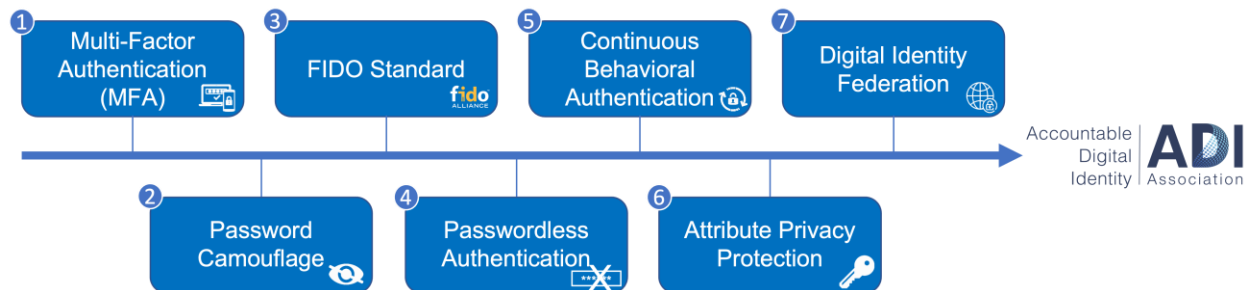 1
Multi-Factor
Authentication
(MFA)
2
Password
Camouflage
3
FIDO Standard
fido
ALLIANCE
4
Passwordless
Authentication
******
5
Continuous
Behavioral
Authentication
6
Attribute Privacy
Protection
7
Digital Identity
Federation
Accountable
Digital
Identity
ADI
Association